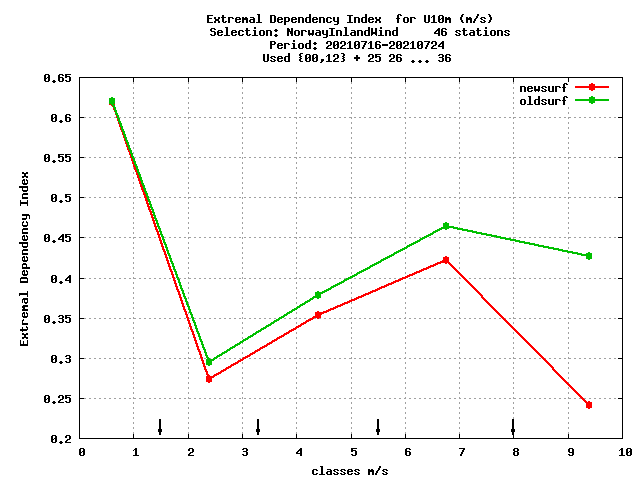 Extremal Dependency Index  for U10m (m/s)
Selection: NorwayInlandWind     46 stations
Period: 20210716-20210724
Used {00,12} + 25 26 ... 36
newsurf
oldsurf
Extremal Dependency Index
0.65
0.6
0.55
0.5
0.45
0.4
0.35
0.3
0.25
0.2
0 1 2 3 4 5 6 7 8 9 10
classes m/s